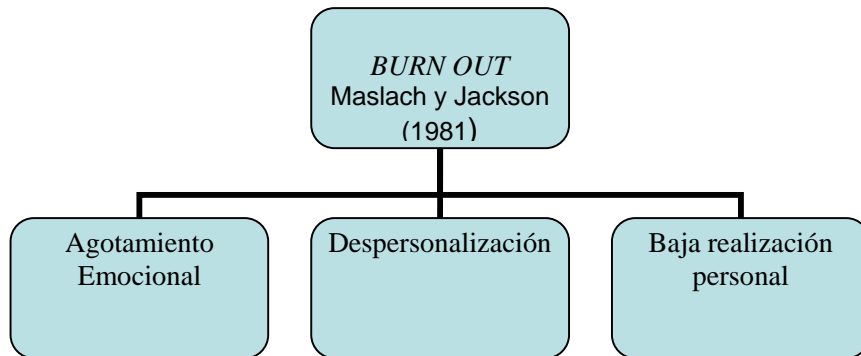 BURN OUT
Maslach y Jackson
(1981)
Agotamiento
Emocional
Despersonalización
Baja realización
personal